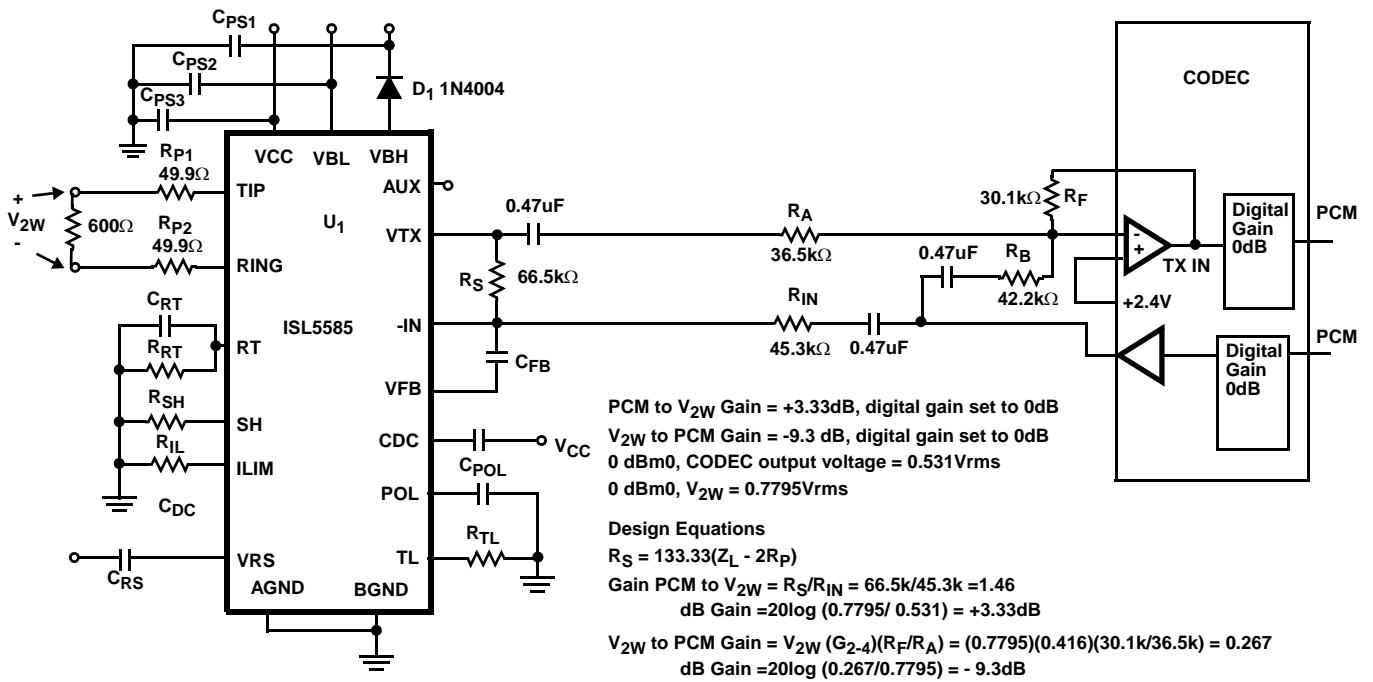 CPS1
CPS2
CPS3
D1 1N4004
CODEC
VCC
VBL
VBH
RP1
49.9Ω
TIP
AUX
+
V2W
-
600Ω
RP2
49.9Ω
RING
U1
VTX
0.47uF
RA
36.5kΩ
30.1kΩ
RF
-
+
TX IN
+2.4V
Digital
Gain
0dB
PCM
RS
66.5kΩ
0.47uF
RB
42.2kΩ
CRT
RT
RRT
ISL5585
-IN
RIN
45.3kΩ
0.47uF
Digital
Gain
0dB
PCM
CFB
VFB
RSH
SH
RIL
ILIM
CDC
CDC
VCC
CPOL
POL
RTL
TL
CRS
VRS
AGND
BGND
PCM to V2W Gain = +3.33dB, digital gain set to 0dB
V2W to PCM Gain = -9.3 dB, digital gain set to 0dB
0 dBm0, CODEC output voltage = 0.531Vrms
0 dBm0, V2W = 0.7795Vrms
Design Equations
RS = 133.33(ZL - 2RP)
Gain PCM to V2W = RS/RIN = 66.5k/45.3k =1.46
dB Gain =20log (0.7795/ 0.531) = +3.33dB
V2W to PCM Gain = V2W (G2-4)(RF/RA) = (0.7795)(0.416)(30.1k/36.5k) = 0.267
dB Gain =20log (0.267/0.7795) = - 9.3dB